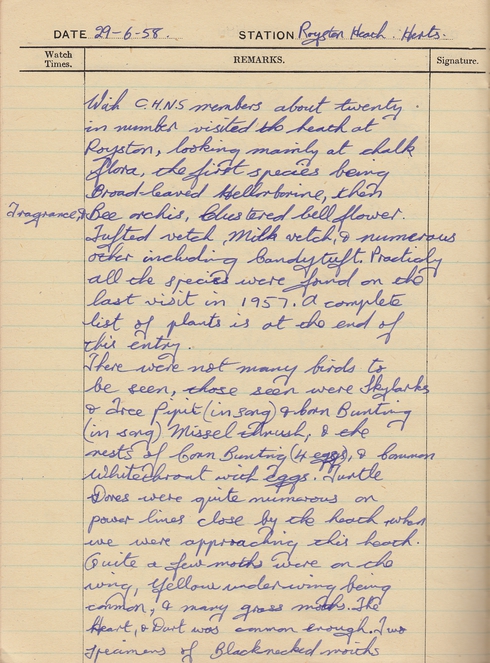 DATE 29-6-58. STATION Royston Heath. Herts.
Watch Times. REMARKS. Signature.
With C.H.N.S members about twenty
in number visited the heath at
Royston, looking mainly at chalk
flora, the first species being
Broad-leaved Hellorborine, then
Fragrance, & Bee orchis, Clustered bellflower.
Tufted vetch, Milk vetch, & numerous
other including Candytuft. Practicly
all the species were found on the
last visit in 1957. A complete
list of plants is at the end of
this entry.
There were not many birds to
be seen, those seen were Skylarks
& Tree Pipit (in song) & Corn Bunting
(in song) Missel thrush, & the
nests of Corn Bunting (4 eggs), & Common
Whitethroat with eggs. Turtle
Doves were quite numerous on
power lines close by the heath when
we were approaching this heath.
Quite a few moths were on the
wing, Yellow underwing being
common, & many grass moths. The
Heart, & Dart was common enough. Two
specimens of Blacknecked moths